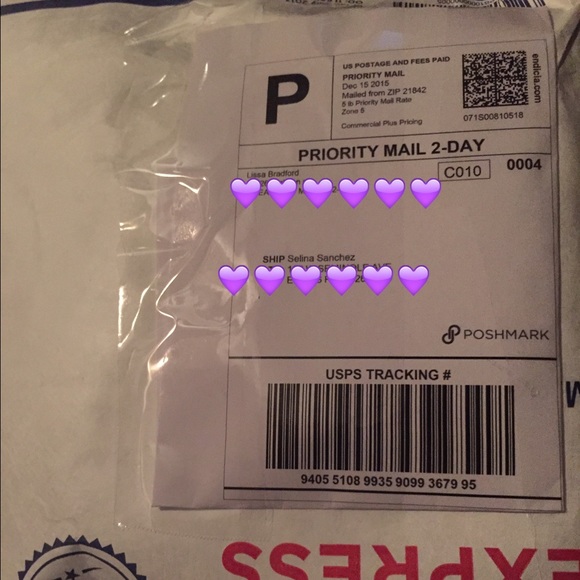 P
US POSTAGE AND FEES PAID
PRIORITY MAIL
Dec 15 2015
Mailed from ZIP 21842
5 lb Priority Mail Rate
Zone 8
Commercial Plus Pricing
endicia.com
071S00810518
PRIORITY MAIL 2-DAY
Lissa Bradford
C010
0004
SHIP Selina Sanchez
POSHMARK
USPS TRACKING #
9405 5108 9935 9099 3679 95
EXPRESS